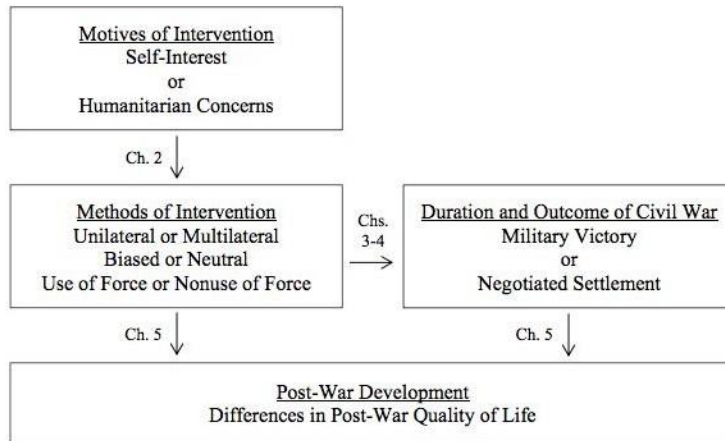 Motives of Intervention
Self-Interest
or
Humanitarian Concerns
Ch. 2
Methods of Intervention
Unilateral or Multilateral
Biased or Neutral
Use of Force or Nonuse of Force
Chs.
3-4
Duration and Outcome of Civil War
Military Victory
or
Negotiated Settlement
Ch. 5
Ch. 5
Post-War Development
Differences in Post-War Quality of Life